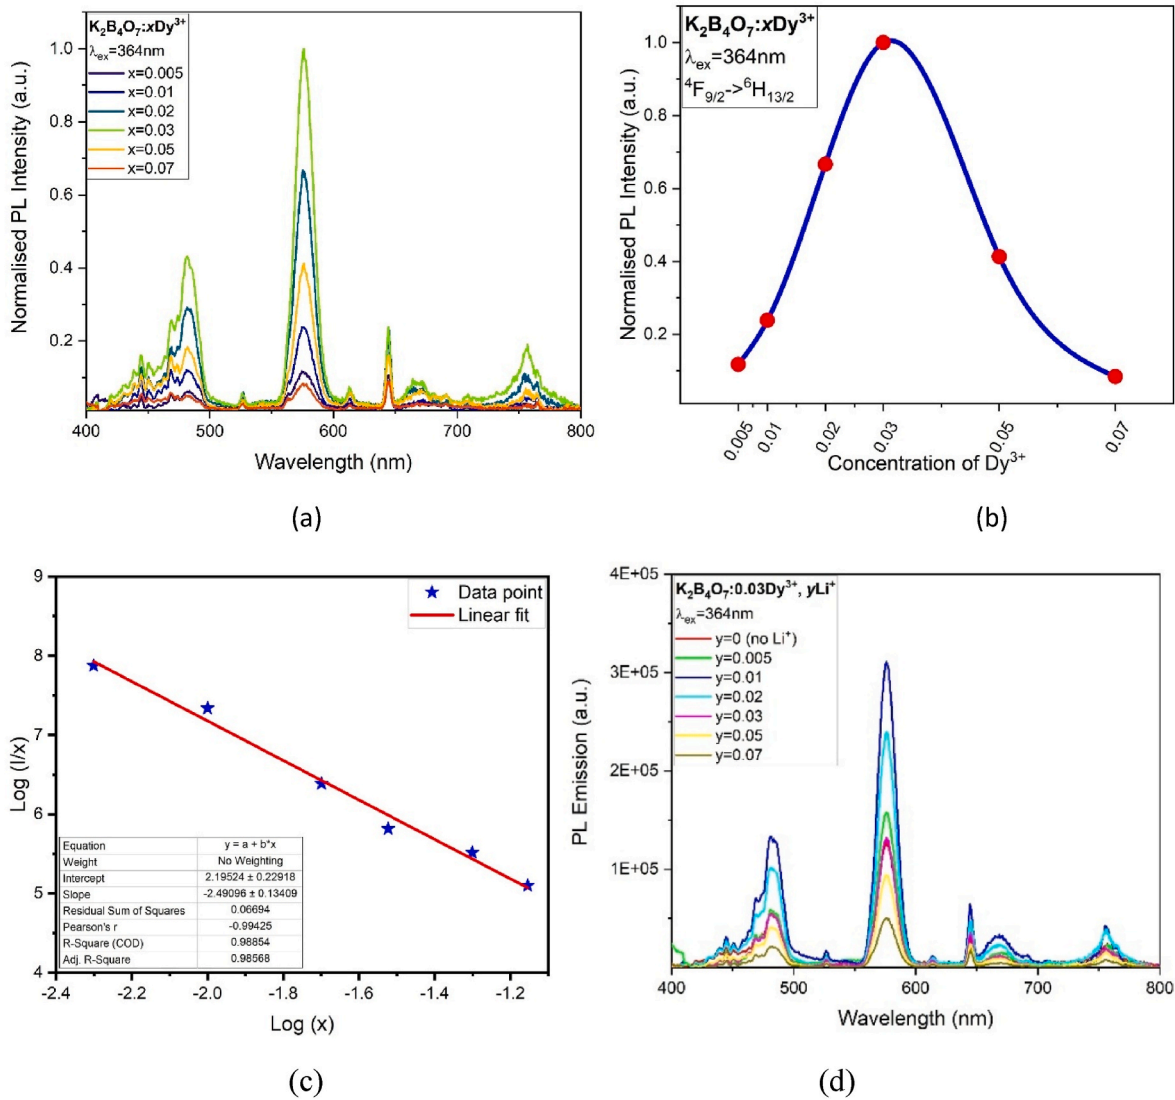 K₂B₄O₇:xDy³⁺
λₑₓ=364nm
x=0.005
x=0.01
x=0.02
x=0.03
x=0.05
x=0.07
Normalised PL Intensity (a.u.)
1.0
0.8
0.6
0.4
0.2
400 500 600 700 800
Wavelength (nm)
(a)
K₂B₄O₇:xDy³⁺
λₑₓ=364nm
⁴F₉/₂->⁶H₁₃/₂
Normalised PL Intensity (a.u.)
1.0
0.8
0.6
0.4
0.2
0.005 0.01 0.02 0.03 0.05 0.07
Concentration of Dy³⁺
(b)
Data point
Linear fit
Log (I/x)
9
8
7
6
5
4
Equation y = a + b*x
Weight No Weighting
Intercept 2.19524 ± 0.22918
Slope -2.49096 ± 0.13409
Residual Sum of Squares 0.06694
Pearson's r -0.99425
R-Square (COD) 0.98854
Adj. R-Square 0.98568
-2.4 -2.2 -2.0 -1.8 -1.6 -1.4 -1.2
Log (x)
(c)
K₂B₄O₇:0.03Dy³⁺, yLi⁺
λₑₓ=364nm
y=0 (no Li⁺)
y=0.005
y=0.01
y=0.02
y=0.03
y=0.05
y=0.07
PL Emission (a.u.)
4E+05
3E+05
2E+05
1E+05
400 500 600 700 800
Wavelength (nm)
(d)